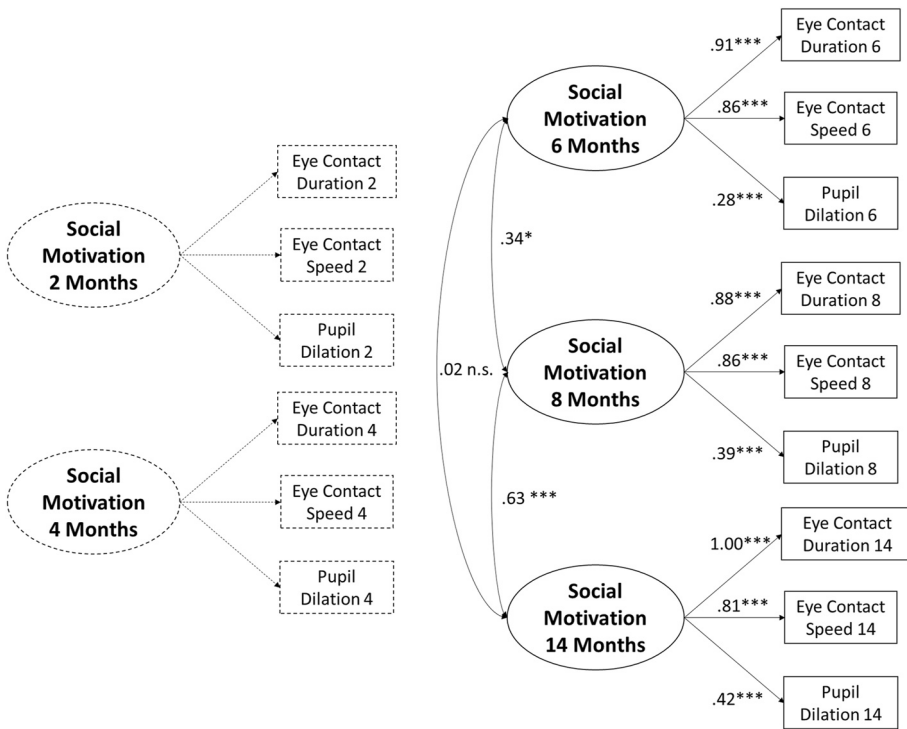 Social
Motivation
2 Months
Eye Contact
Duration 2
Eye Contact
Speed 2
Pupil
Dilation 2
Social
Motivation
4 Months
Eye Contact
Duration 4
Eye Contact
Speed 4
Pupil
Dilation 4
Social
Motivation
6 Months
.91***
Eye Contact
Duration 6
.86***
Eye Contact
Speed 6
.28***
Pupil
Dilation 6
.34*
Social
Motivation
8 Months
.88***
Eye Contact
Duration 8
.86***
Eye Contact
Speed 8
.39***
Pupil
Dilation 8
.02 n.s.
.63 ***
Social
Motivation
14 Months
1.00***
Eye Contact
Duration 14
.81***
Eye Contact
Speed 14
.42***
Pupil
Dilation 14